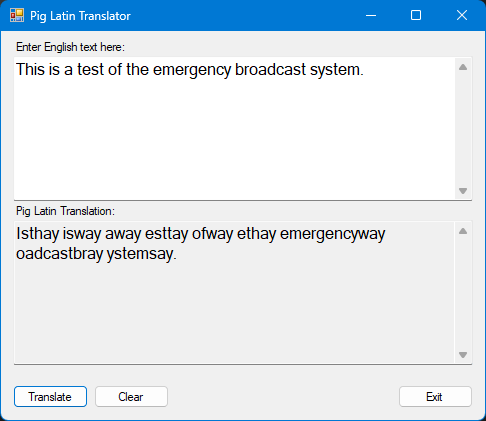 Pig Latin Translator
Enter English text here:
This is a test of the emergency broadcast system.
Pig Latin Translation:
Isthay isway away esttay ofway ethay emergencyway
oadcastbray ystemsay.
Translate Clear Exit